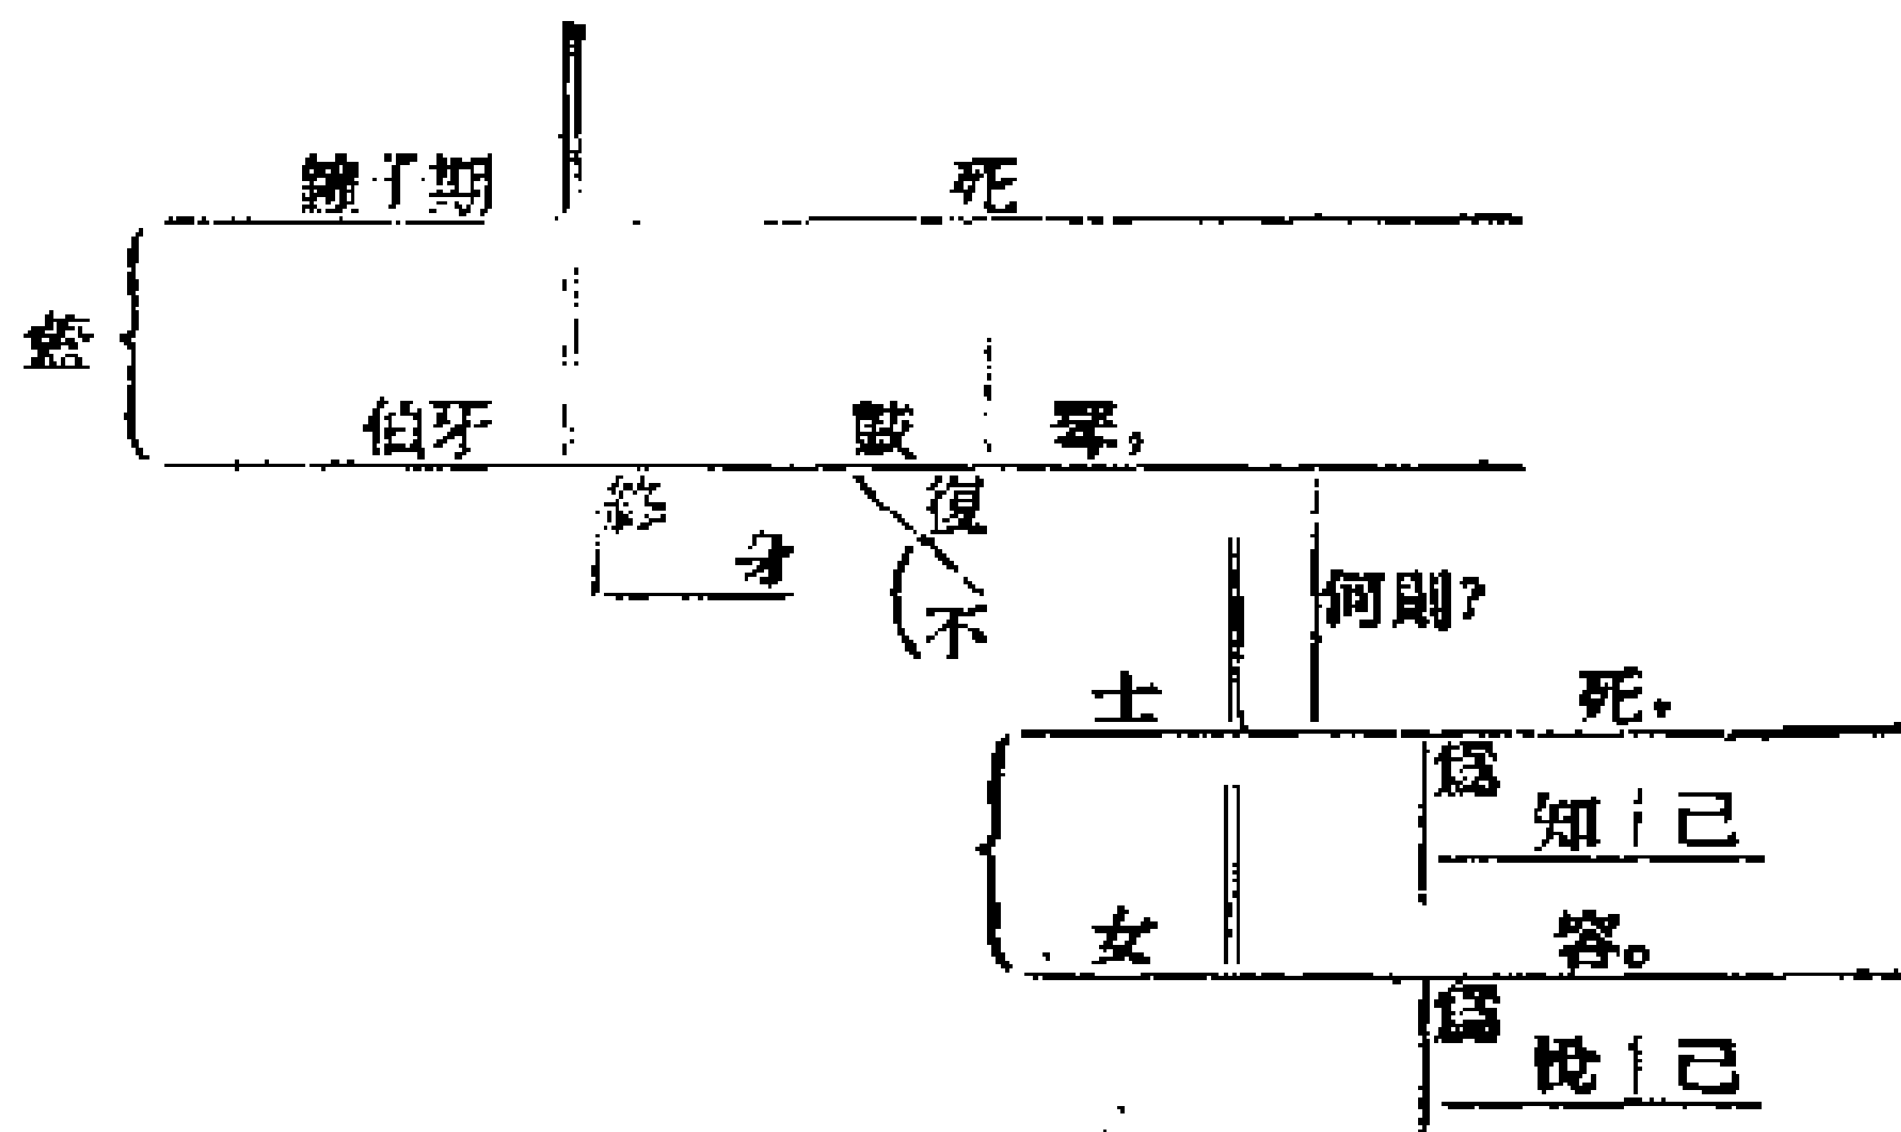 鍾子期 死
蓋
伯牙 鼓 琴,
終 復
身
不 何則?
士 死,
爲
知 己
女 容。
爲
悅 己